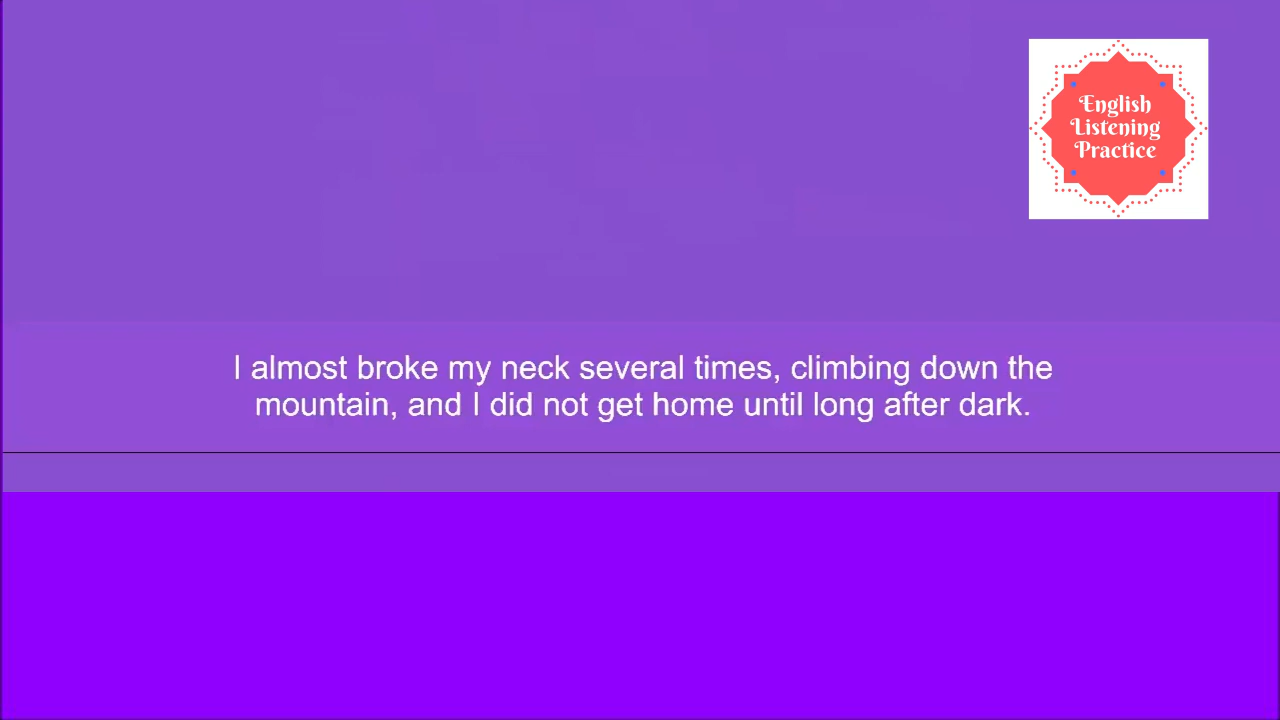 English
Listening
Practice
I almost broke my neck several times, climbing down the
mountain, and I did not get home until long after dark.